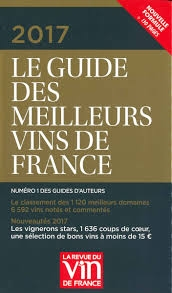 2017
NOUVELLE
FORMULE
LE GUIDE
DES
MEILLEURS
VINS DE
FRANCE
NUMÉRO 1 DES GUIDES D'AUTEURS
Le classement des 1 120 meilleurs domaines
6 592 vins notés et commentés
Nouveautés 2017
Les vignerons stars, 1 636 coups de cœur,
une sélection de bons vins à moins de 15 €
LA REVUE DU
vin
DE FRANCE